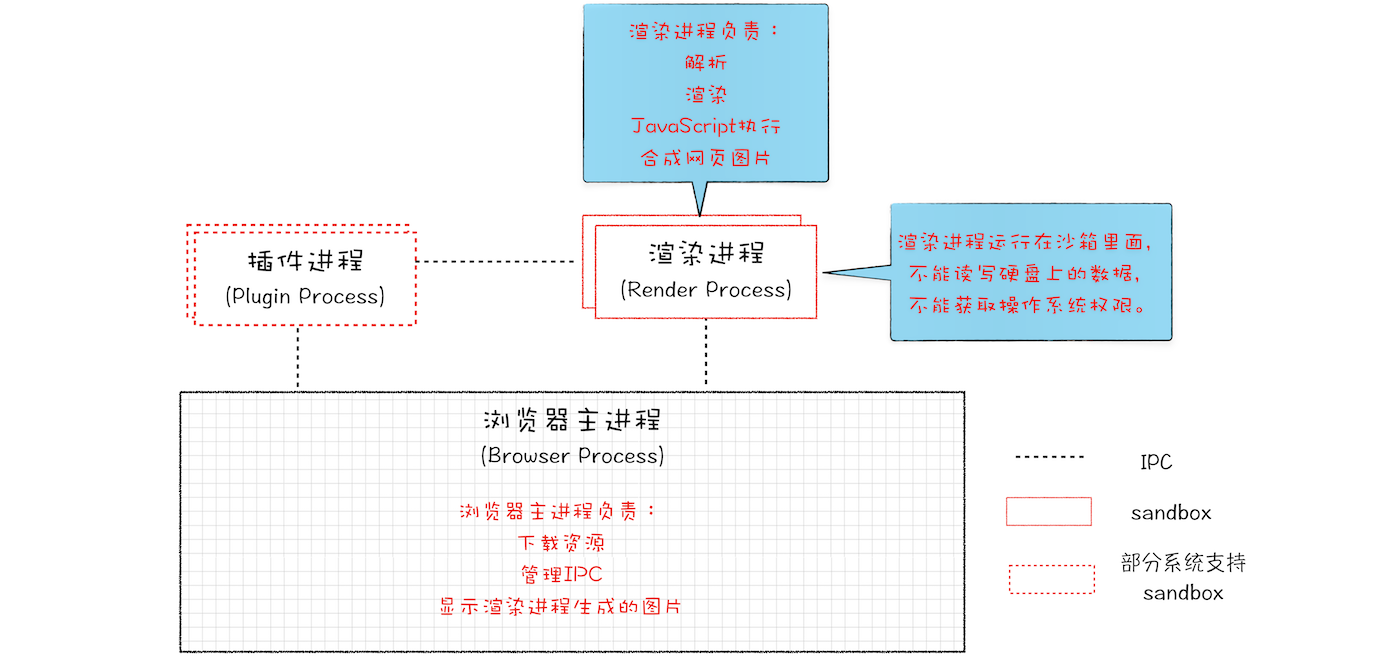 渲染进程负责：
解析
渲染
JavaScript执行
合成网页图片
渲染进程运行在沙箱里面，
不能读写硬盘上的数据，
不能获取操作系统权限。
插件进程
(Plugin Process)
渲染进程
(Render Process)
浏览器主进程
(Browser Process)
浏览器主进程负责：
下载资源
管理IPC
显示渲染进程生成的图片
IPC
sandbox
部分系统支持
sandbox